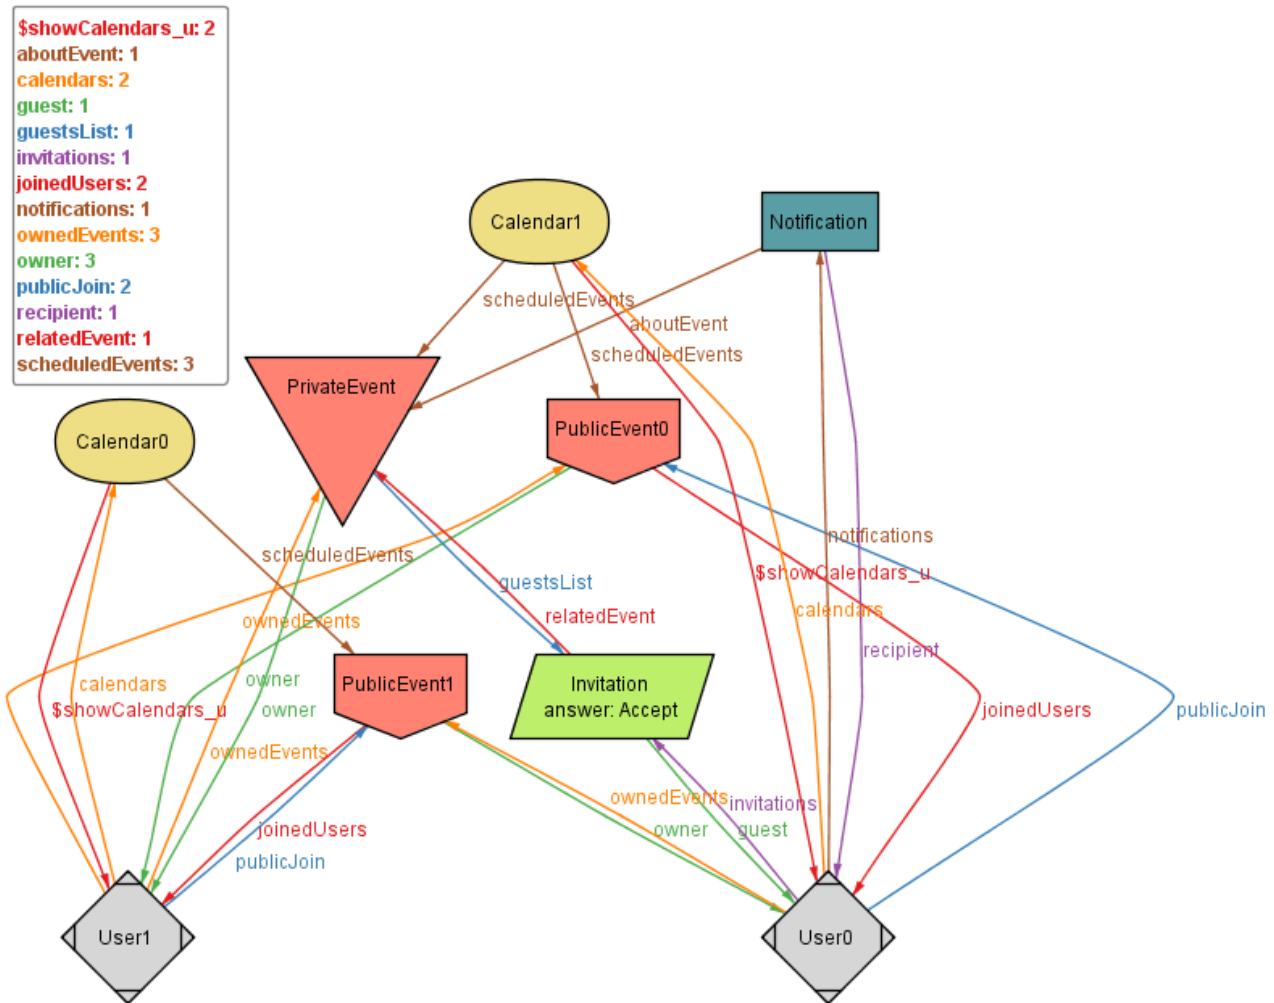 $showCalendars_u: 2
aboutEvent: 1
calendars: 2
guest: 1
guestsList: 1
invitations: 1
joinedUsers: 2
notifications: 1
ownedEvents: 3
owner: 3
publicJoin: 2
recipient: 1
relatedEvent: 1
scheduledEvents: 3
Calendar1
Notification
scheduledEvents
aboutEvent
scheduledEvents
PrivateEvent
PublicEvent0
Calendar0
notifications
scheduledEvents
$showCalendars_u
guestsList
calendars
relatedEvent
ownedEvents
recipient
owner
calendars
PublicEvent1
Invitation
answer: Accept
$showCalendars_u
owner
joinedUsers
publicJoin
ownedEvents
ownedEvents
invitations
joinedUsers
owner
guest
publicJoin
User1
User0